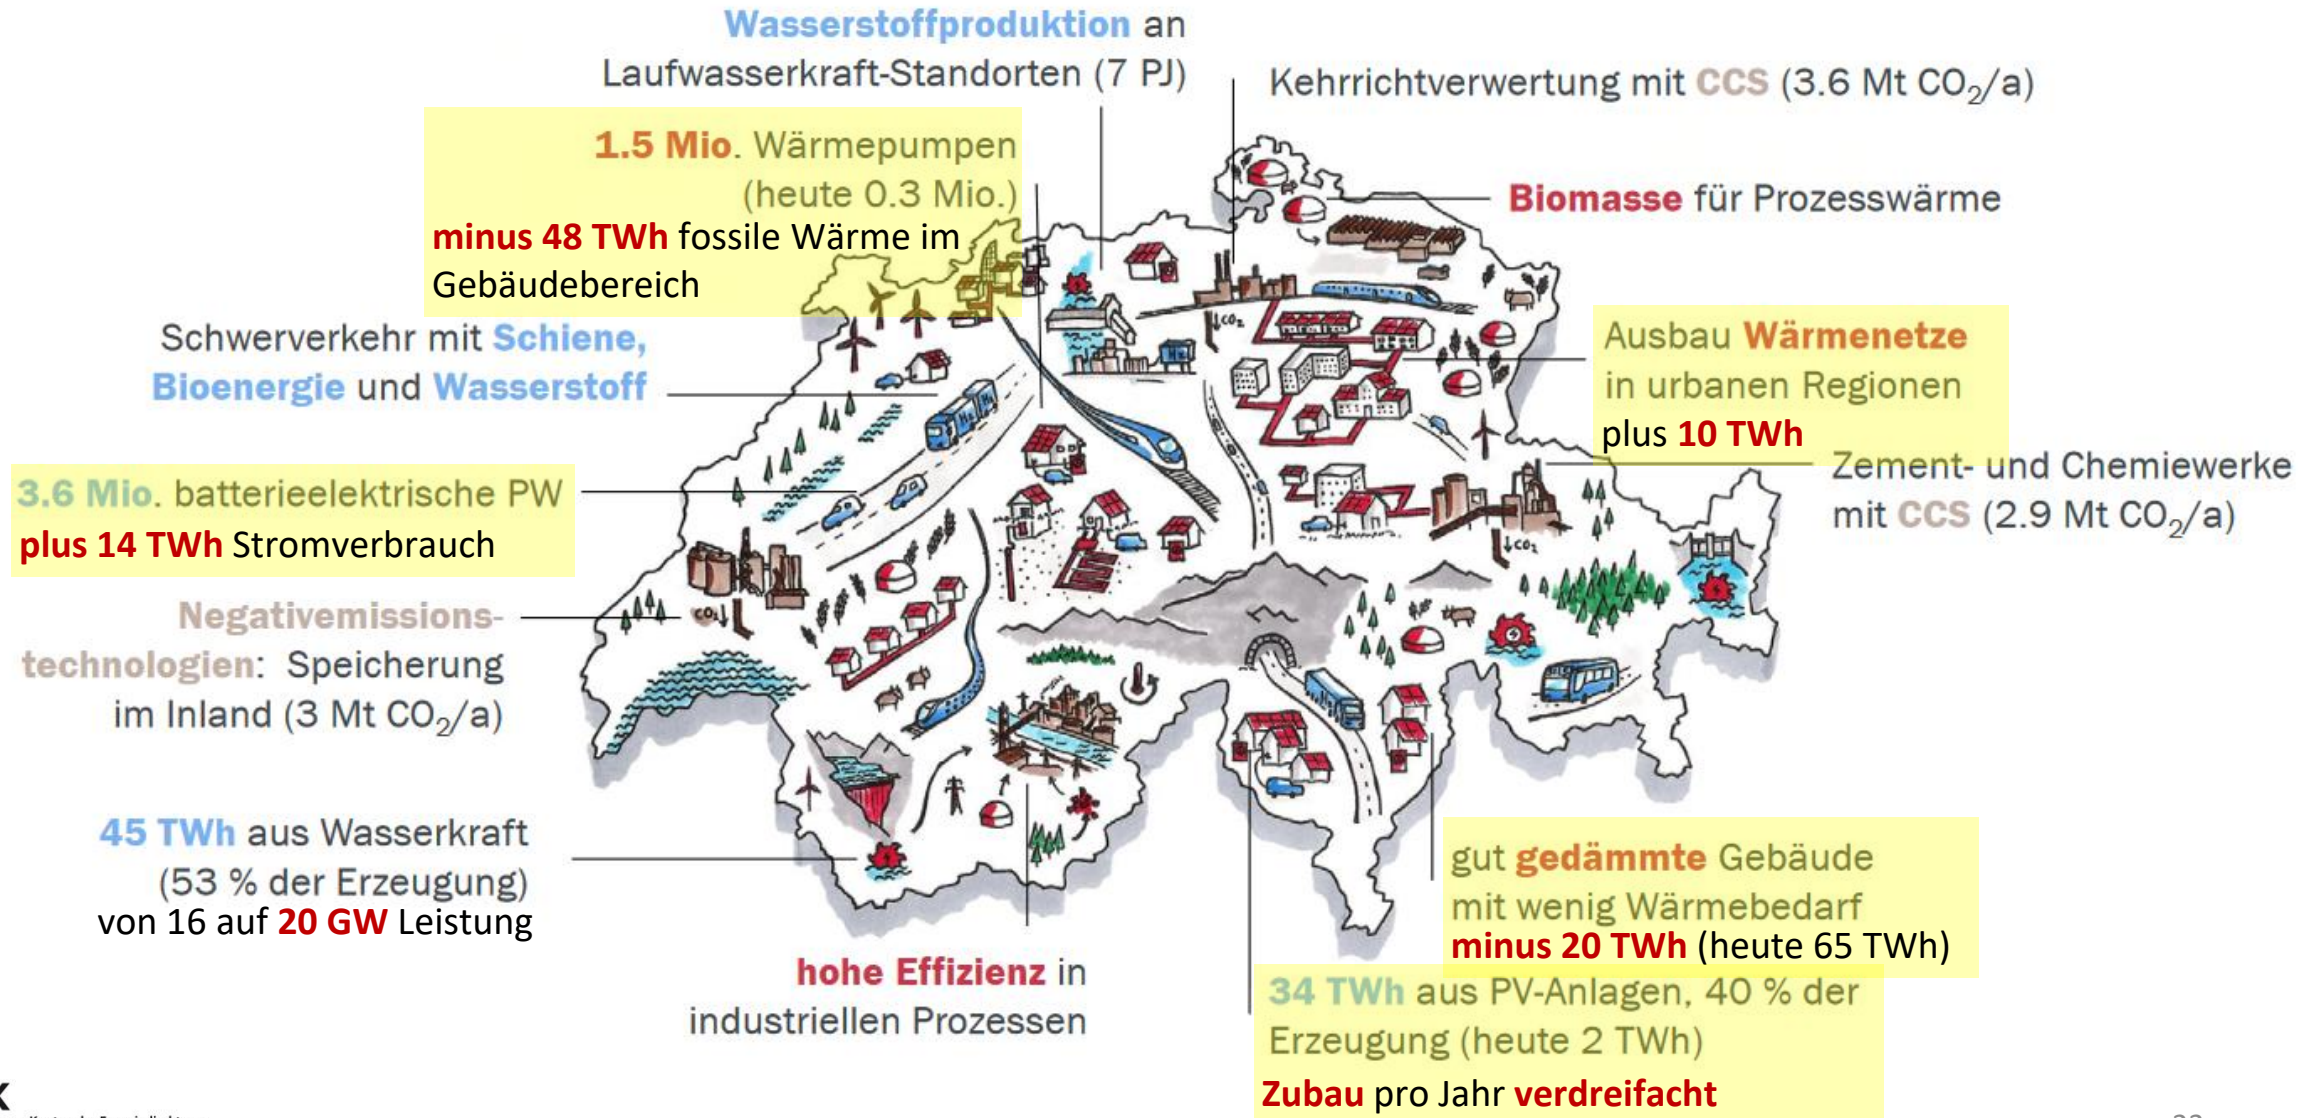 Wasserstoffproduktion an
Laufwasserkraft-Standorten (7 PJ)
Kehrrichtverwertung mit CCS (3.6 Mt CO₂/a)
1.5 Mio. Wärmepumpen
(heute 0.3 Mio.)
minus 48 TWh fossile Wärme im
Gebäudebereich
Biomasse für Prozesswärme
Schwerverkehr mit Schiene,
Bioenergie und Wasserstoff
Ausbau Wärmenetze
in urbanen Regionen
plus 10 TWh
3.6 Mio. batterieelektrische PW
plus 14 TWh Stromverbrauch
Zement- und Chemiewerke
mit CCS (2.9 Mt CO₂/a)
Negativemissions-
technologien: Speicherung
im Inland (3 Mt CO₂/a)
45 TWh aus Wasserkraft
(53 % der Erzeugung)
von 16 auf 20 GW Leistung
hohe Effizienz in
industriellen Prozessen
gut gedämmte Gebäude
mit wenig Wärmebedarf
minus 20 TWh (heute 65 TWh)
34 TWh aus PV-Anlagen, 40 % der
Erzeugung (heute 2 TWh)
Zubau pro Jahr verdreifacht
CO₂
CO₂
CO₂
H₂
H₂